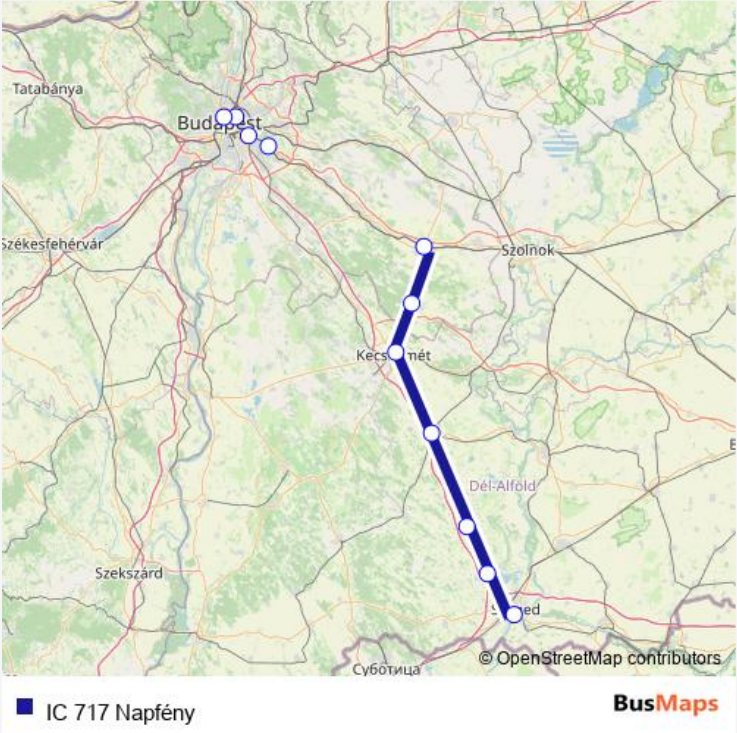 Tatabánya
Budapest
Székesfehérvár
Szolnok
Kecskemét
Dél-Alföld
Szekszárd
Szeged
Суботица
© OpenStreetMap contributors
IC 717 Napfény
BusMaps